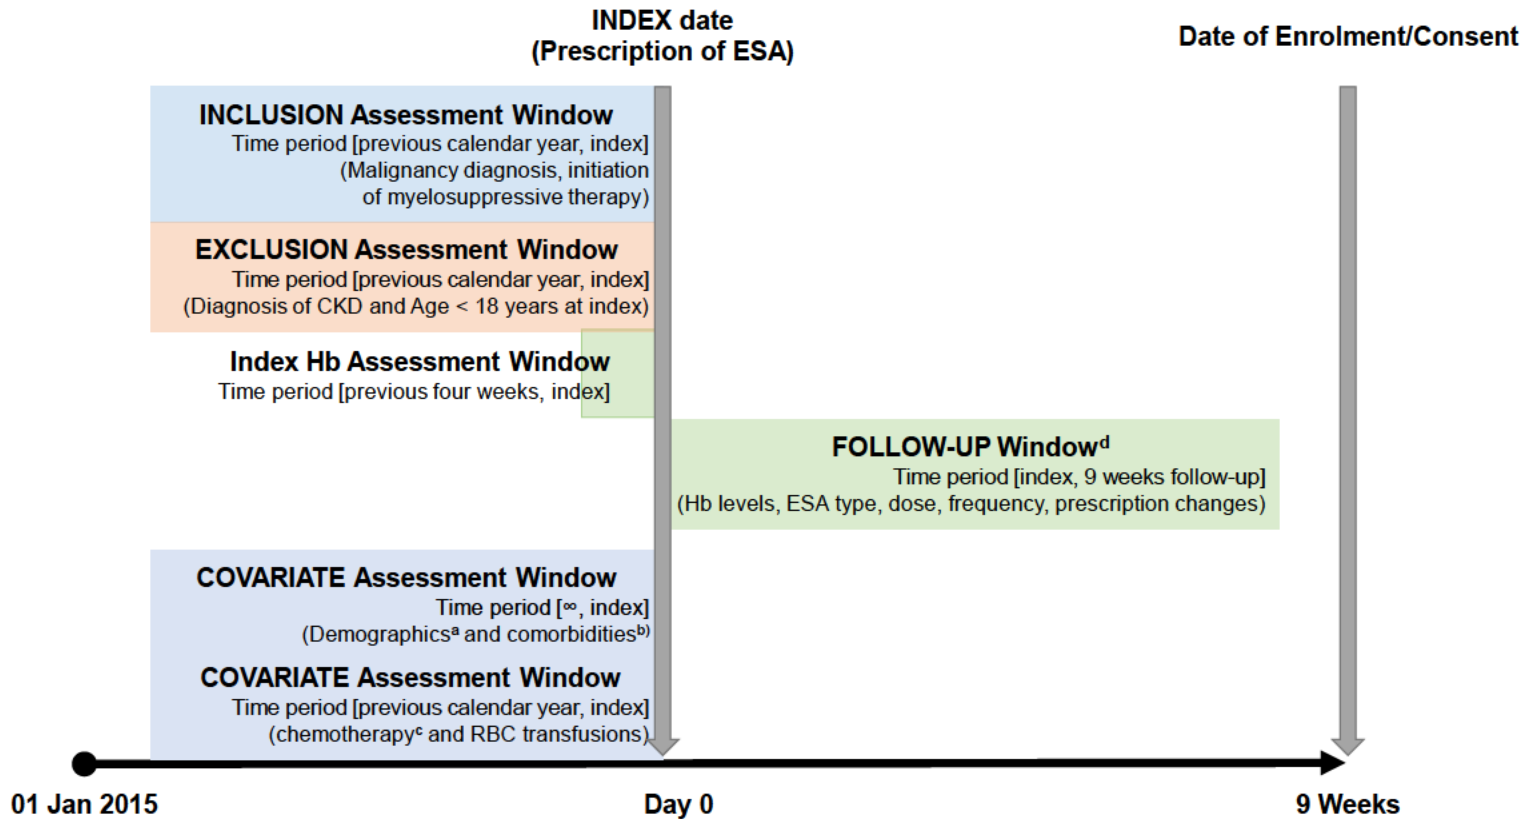 INDEX date
(Prescription of ESA)
Date of Enrolment/Consent
INCLUSION Assessment Window
Time period [previous calendar year, index]
(Malignancy diagnosis, initiation
of myelosuppressive therapy)
EXCLUSION Assessment Window
Time period [previous calendar year, index]
(Diagnosis of CKD and Age < 18 years at index)
Index Hb Assessment Window
Time period [previous four weeks, index]
FOLLOW-UP Windowᵈ
Time period [index, 9 weeks follow-up]
(Hb levels, ESA type, dose, frequency, prescription changes)
COVARIATE Assessment Window
Time period [∞, index]
(Demographicsᵃ and comorbiditiesᵇ⁾
COVARIATE Assessment Window
Time period [previous calendar year, index]
(chemotherapyᶜ and RBC transfusions)
01 Jan 2015
Day 0
9 Weeks